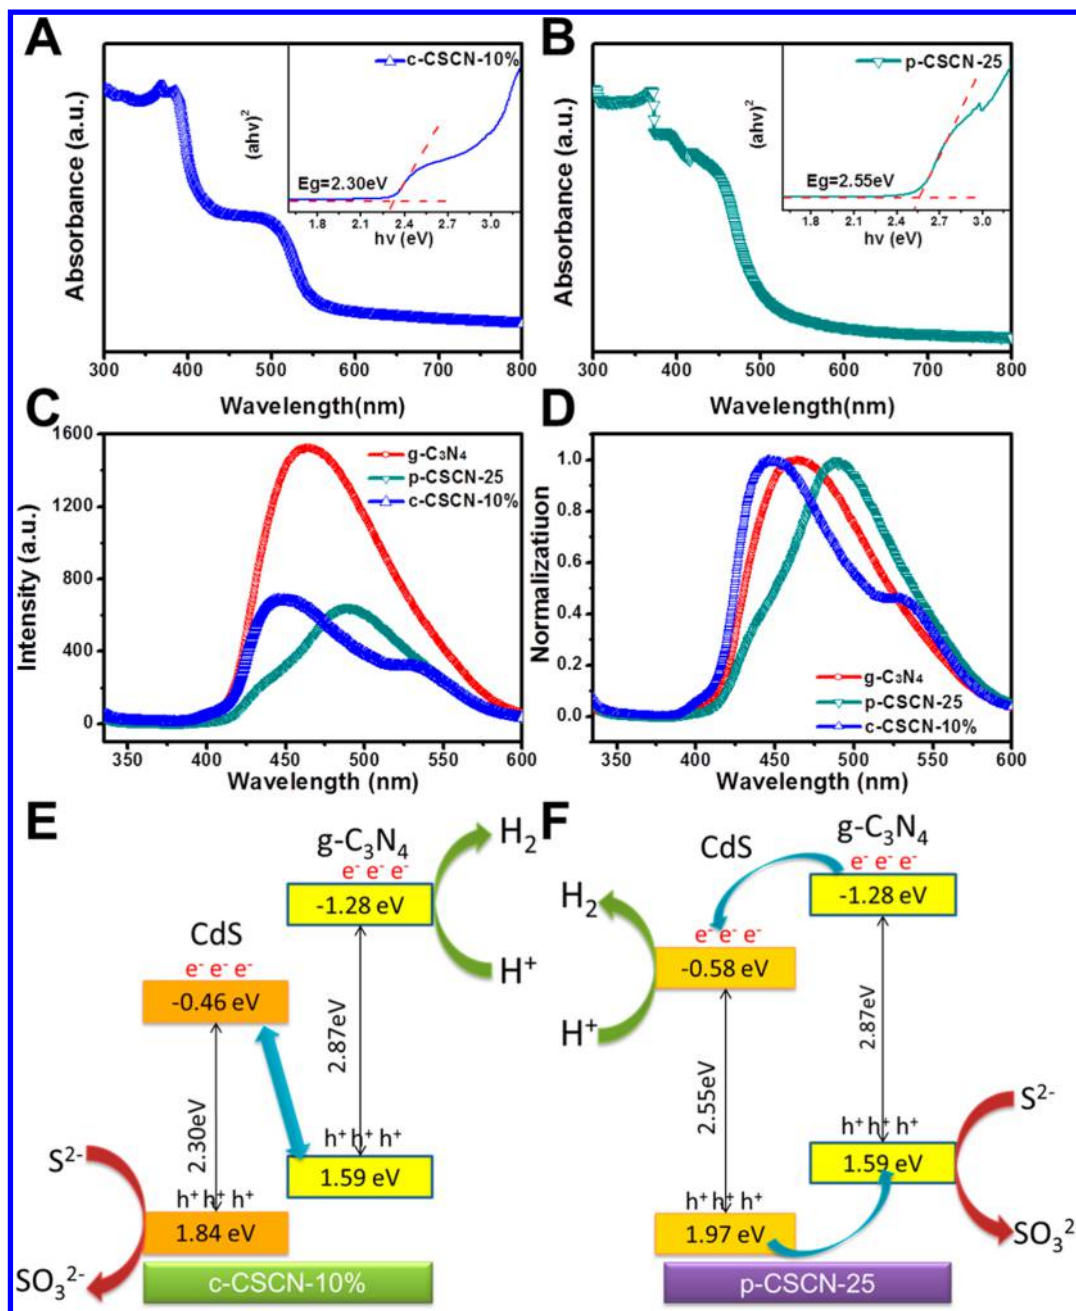 A
c-CSCN-10%
(ahv)²
Eg=2.30eV
1.8 2.1 2.4 2.7 3.0
hv (eV)
Absorbance (a.u.)
300 400 500 600 700 800
Wavelength(nm)
B
p-CSCN-25
(ahv)²
Eg=2.55eV
1.8 2.1 2.4 2.7 3.0
hv (eV)
Absorbance (a.u.)
300 400 500 600 700 800
Wavelength(nm)
C
1600
1200
800
400
0
Intensity (a.u.)
g-C₃N₄
p-CSCN-25
c-CSCN-10%
350 400 450 500 550 600
Wavelength (nm)
D
1.0
0.8
0.6
0.4
0.2
0.0
Normalizatiuon
g-C₃N₄
p-CSCN-25
c-CSCN-10%
350 400 450 500 550 600
Wavelength (nm)
E
g-C₃N₄
H₂
e⁻ e⁻ e⁻
-1.28 eV
CdS
H⁺
e⁻ e⁻ e⁻
-0.46 eV
2.87eV
2.30eV
h⁺ h⁺ h⁺
S²⁻
1.59 eV
h⁺ h⁺ h⁺
1.84 eV
SO₃²⁻
c-CSCN-10%
F
g-C₃N₄
CdS
e⁻ e⁻ e⁻
H₂
-1.28 eV
e⁻ e⁻ e⁻
-0.58 eV
H⁺
2.87eV
2.55eV
S²⁻
h⁺ h⁺ h⁺
1.59 eV
h⁺ h⁺ h⁺
1.97 eV
SO₃²
p-CSCN-25